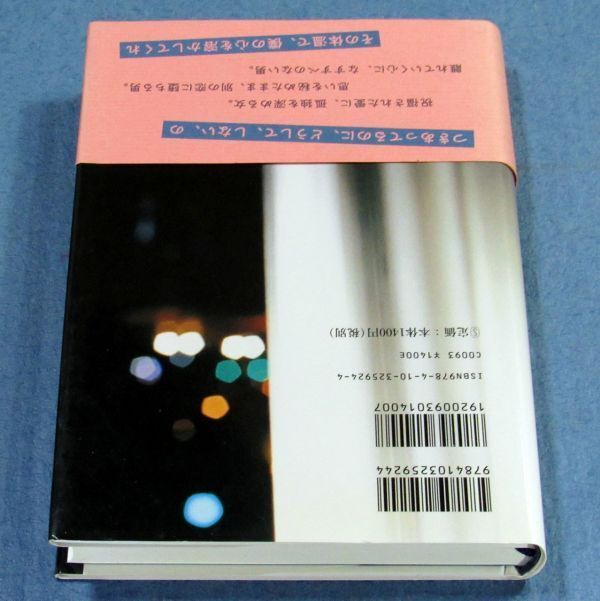 9784103259244
1920093014007
ISBN978-4-10-325924-4
C0093 ¥1400E
Ⓢ定価：本体1400円(税別)
つきあってるのに、どうして、しない、の
祝福された愛に、孤独を深める女。
思いを秘めたまま、別の恋に堕ちる男。
離れていく心に、なすすべのない男。
その体温で、僕の心を溶かしてくれ